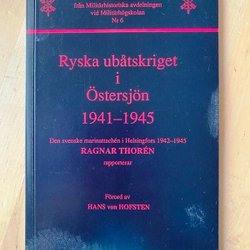 från Militärhistoriska avdelningen
vid Militärhögskolan
Nr 6
Ryska ubåtskriget
i
Östersjön
1941–1945
Den svenske marinattachén i Helsingfors 1942–1945
RAGNAR THORÉN
rapporterar
Förord av
HANS von HOFSTEN